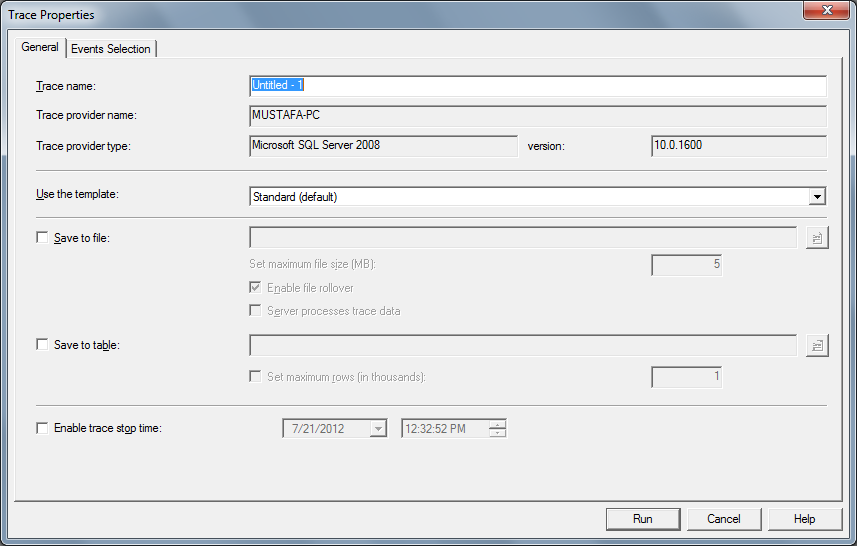 Trace Properties
General Events Selection
Trace name: Untitled - 1
Trace provider name: MUSTAFA-PC
Trace provider type: Microsoft SQL Server 2008 version: 10.0.1600
Use the template: Standard (default)
Save to file:
Set maximum file size (MB): 5
Enable file rollover
Server processes trace data
Save to table:
Set maximum rows (in thousands): 1
Enable trace stop time: 7/21/2012 12:32:52 PM
Run Cancel Help